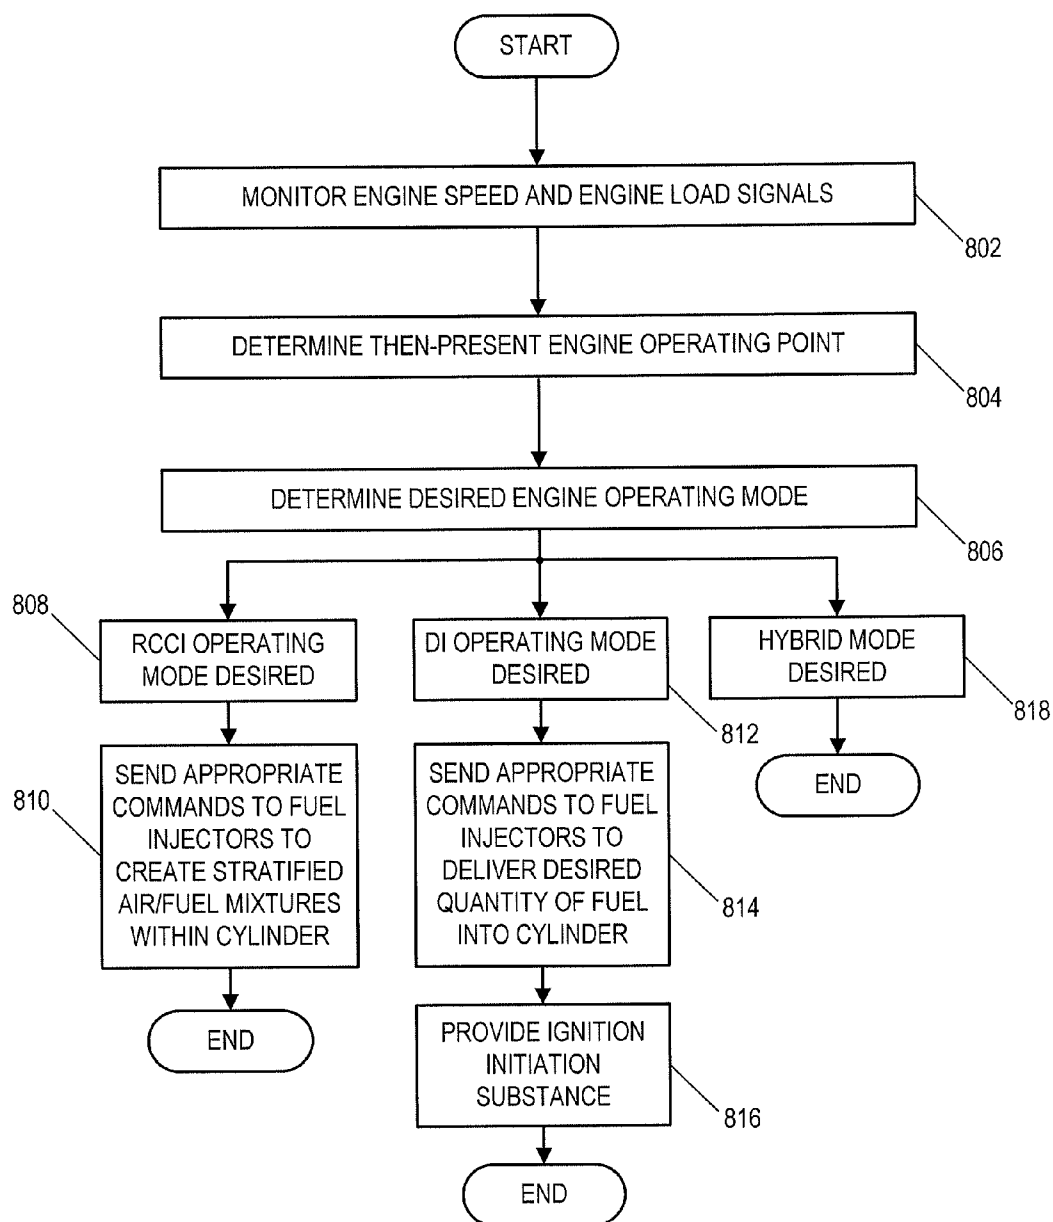 START
MONITOR ENGINE SPEED AND ENGINE LOAD SIGNALS
802
DETERMINE THEN-PRESENT ENGINE OPERATING POINT
804
DETERMINE DESIRED ENGINE OPERATING MODE
806
808
RCCI OPERATING
MODE DESIRED
DI OPERATING MODE
DESIRED
812
HYBRID MODE
DESIRED
818
810
SEND APPROPRIATE
COMMANDS TO FUEL
INJECTORS TO
CREATE STRATIFIED
AIR/FUEL MIXTURES
WITHIN CYLINDER
SEND APPROPRIATE
COMMANDS TO FUEL
INJECTORS TO
DELIVER DESIRED
QUANTITY OF FUEL
INTO CYLINDER
814
END
END
PROVIDE IGNITION
INITIATION
SUBSTANCE
816
END